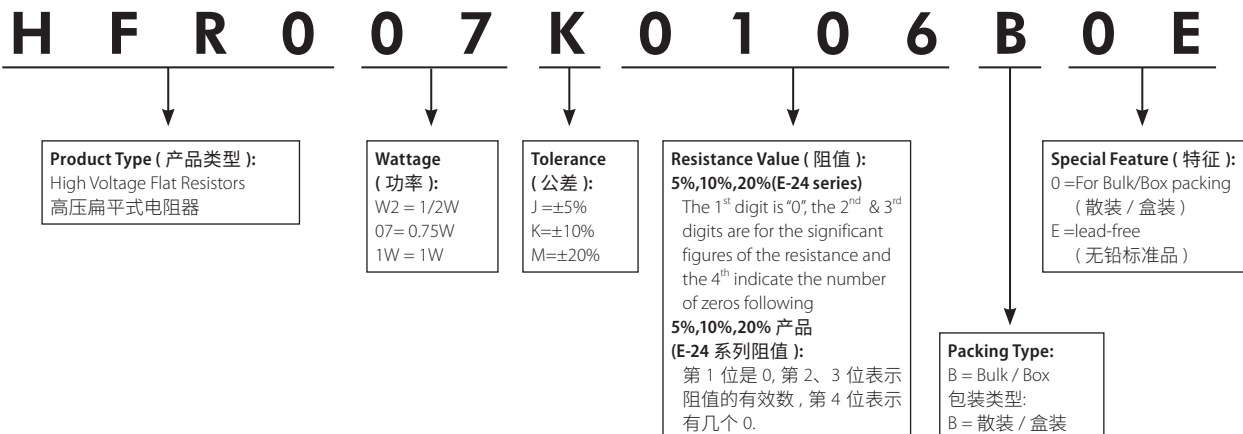 H F R 0 0 7 K 0 1 0 6 B 0 E
Product Type ( 产品类型 ):
High Voltage Flat Resistors
高压扁平式电阻器
Wattage
( 功率 ):
W2 = 1/2W
07= 0.75W
1W = 1W
Tolerance
( 公差 ):
J =±5%
K=±10%
M=±20%
Resistance Value ( 阻值 ):
5%,10%,20%(E-24 series)
The 1st digit is "0", the 2nd & 3rd
digits are for the significant
figures of the resistance and
the 4th indicate the number
of zeros following
5%,10%,20% 产品
(E-24 系列阻值 ):
第 1 位是 0, 第 2、3 位表示
阻值的有效数 , 第 4 位表示
有几个 0.
Packing Type:
B = Bulk / Box
包装类型:
B = 散装 / 盒装
Special Feature ( 特征 ):
0 =For Bulk/Box packing
( 散装 / 盒装 )
E =lead-free
( 无铅标准品 )